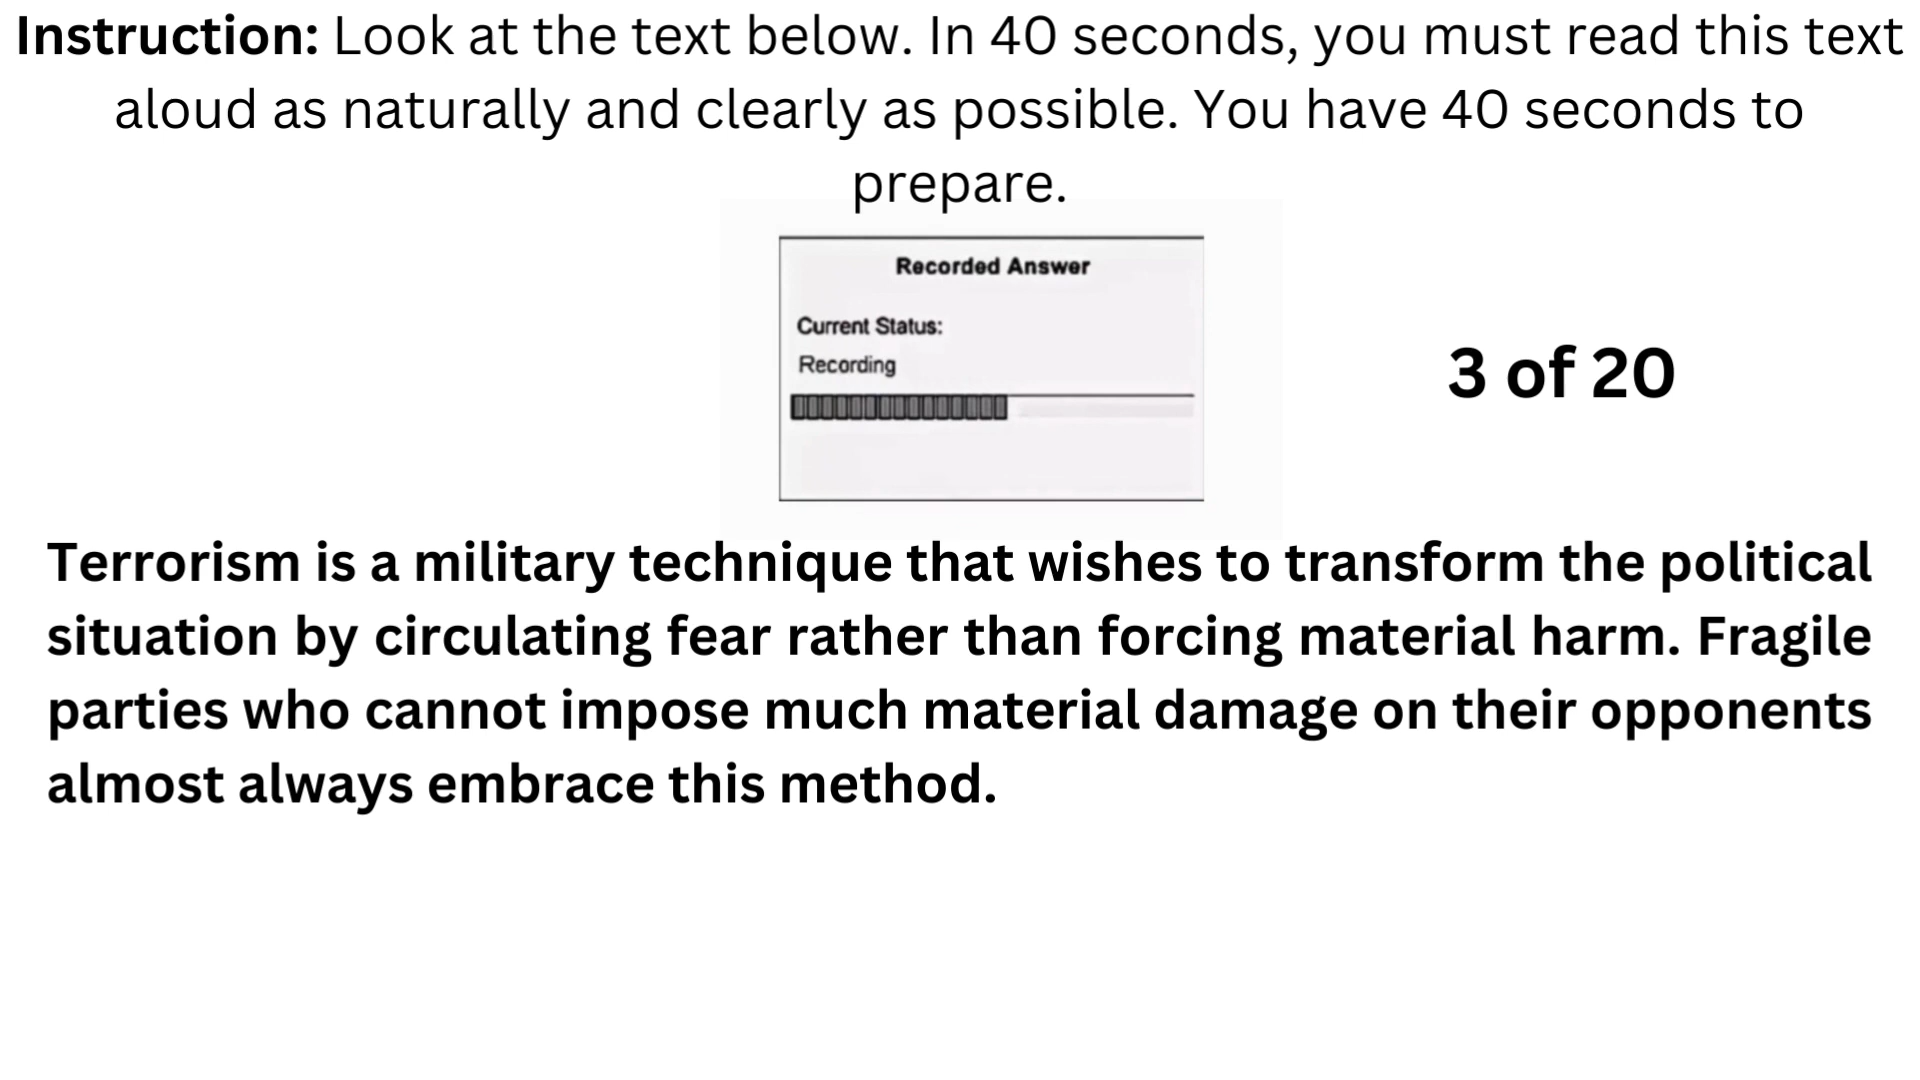 Instruction: Look at the text below. In 40 seconds, you must read this text
aloud as naturally and clearly as possible. You have 40 seconds to
prepare.
Recorded Answer
Current Status:
Recording
3 of 20
Terrorism is a military technique that wishes to transform the political
situation by circulating fear rather than forcing material harm. Fragile
parties who cannot impose much material damage on their opponents
almost always embrace this method.